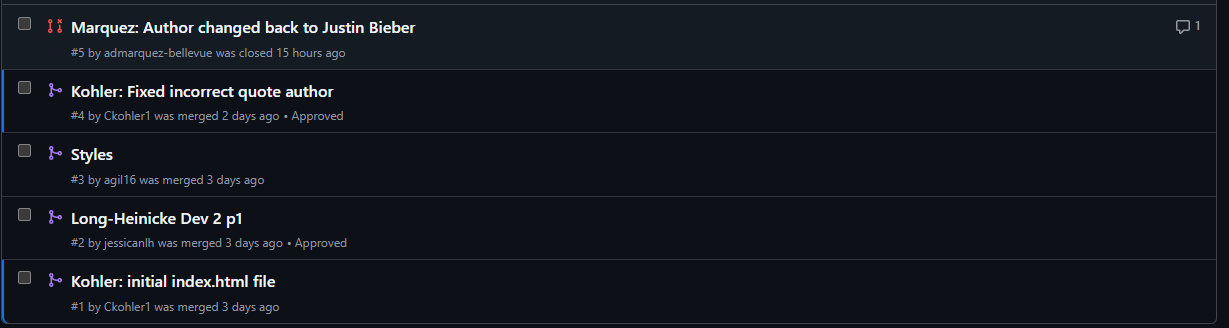 Marquez: Author changed back to Justin Bieber
1
#5 by admarquez-bellevue was closed 15 hours ago
Kohler: Fixed incorrect quote author
#4 by Ckohler1 was merged 2 days ago • Approved
Styles
#3 by agil16 was merged 3 days ago
Long-Heinicke Dev 2 p1
#2 by jessicanlh was merged 3 days ago • Approved
Kohler: initial index.html file
#1 by Ckohler1 was merged 3 days ago